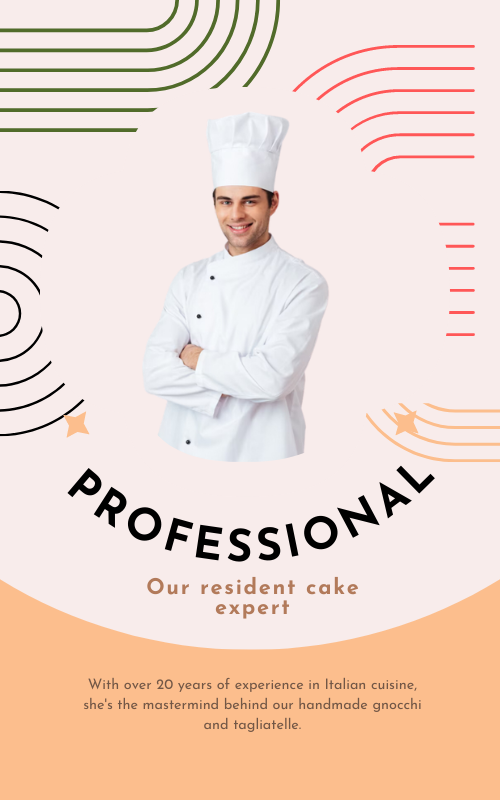 PROFESSIONAL
Our resident cake
expert
With over 20 years of experience in Italian cuisine,
she's the mastermind behind our handmade gnocchi
and tagliatelle.